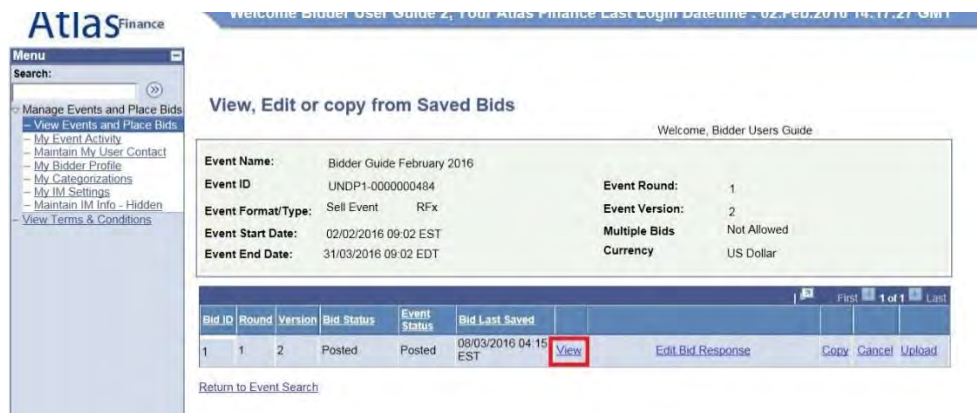 Atlas Finance
Welcome Bidder User Guide 2, Your Atlas Finance Last Login Datetime : 02.Feb.2016 14:17:27 GMT
Menu
Search:
Manage Events and Place Bids
– View Events and Place Bids
– My Event Activity
– Maintain My User Contact
– My Bidder Profile
– My Categorizations
– My IM Settings
– Maintain IM Info - Hidden
– View Terms & Conditions
View, Edit or copy from Saved Bids
Welcome, Bidder Users Guide
Event Name: Bidder Guide February 2016
Event ID UNDP1-0000000484 Event Round: 1
Event Format/Type: Sell Event RFx Event Version: 2
Event Start Date: 02/02/2016 09:02 EST Multiple Bids Not Allowed
Event End Date: 31/03/2016 09:02 EDT Currency US Dollar
First 1 of 1 Last
Bid ID Round Version Bid Status Event Status Bid Last Saved
1 1 2 Posted Posted 08/03/2016 04:15 EST View Edit Bid Response Copy Cancel Upload
Return to Event Search